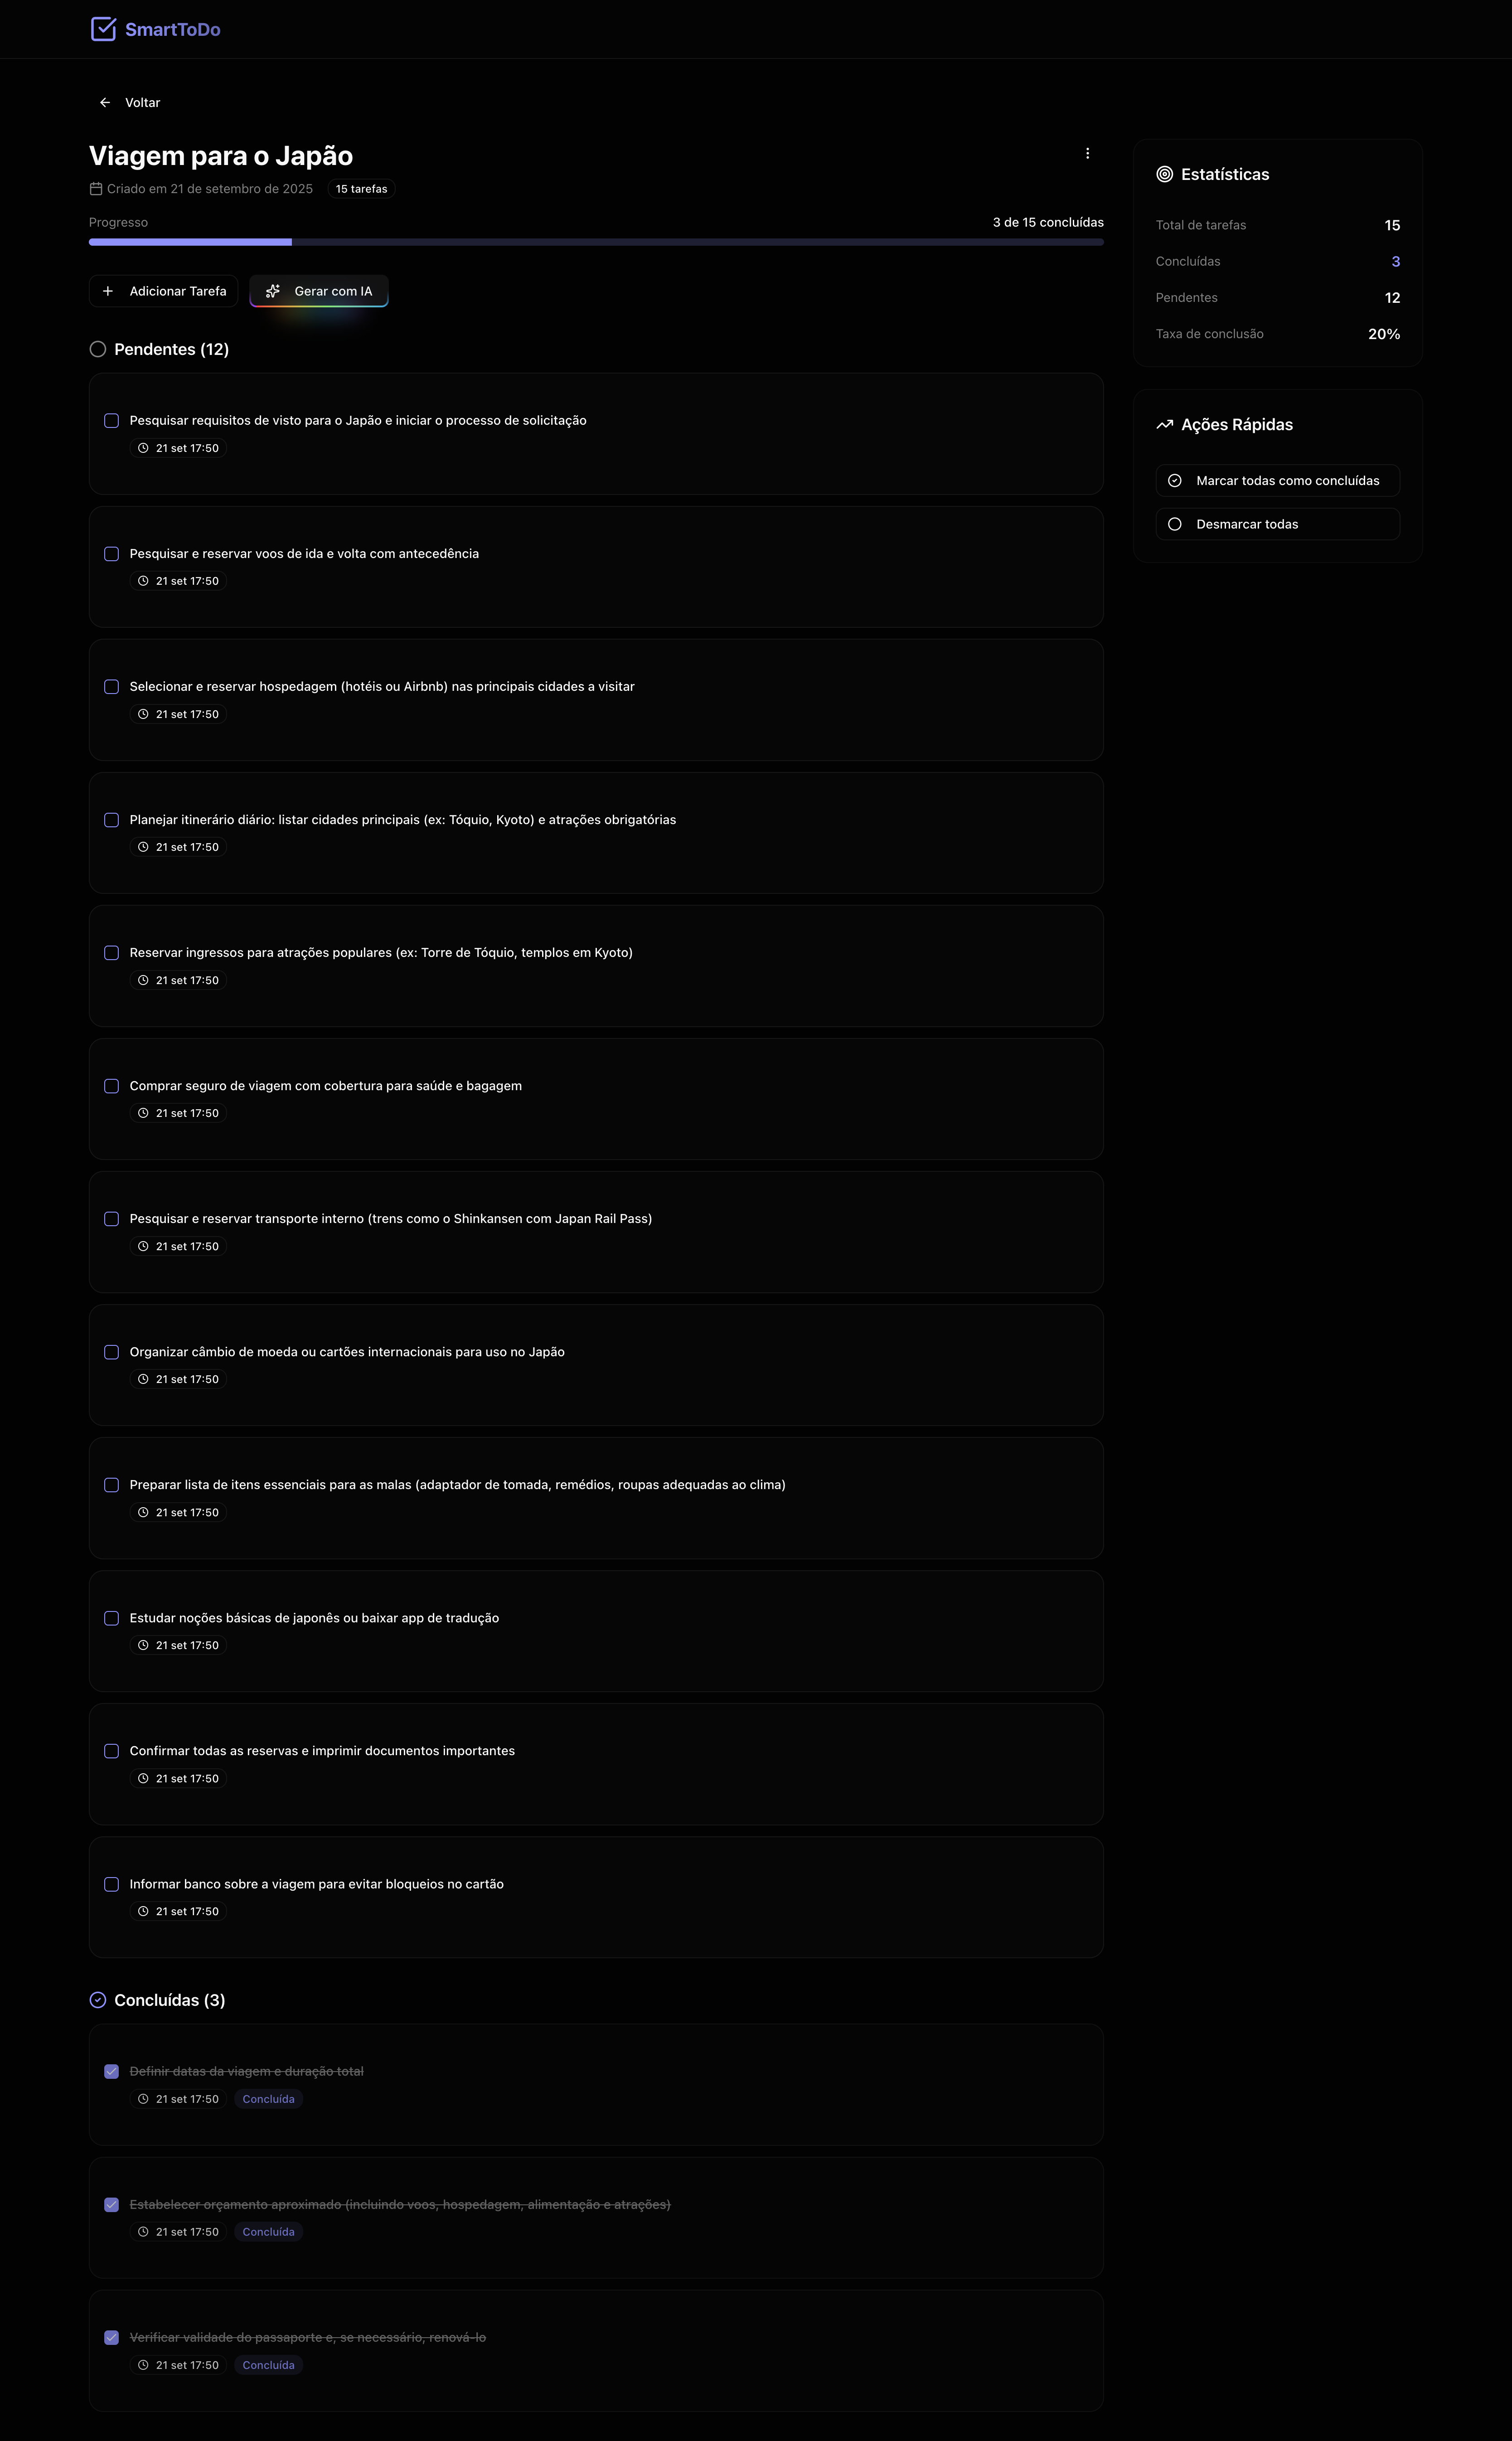 SmartToDo
Voltar
Viagem para o Japão
Criado em 21 de setembro de 2025
15 tarefas
Progresso
3 de 15 concluídas
Adicionar Tarefa
Gerar com IA
Pendentes (12)
Pesquisar requisitos de visto para o Japão e iniciar o processo de solicitação
21 set 17:50
Pesquisar e reservar voos de ida e volta com antecedência
21 set 17:50
Selecionar e reservar hospedagem (hotéis ou Airbnb) nas principais cidades a visitar
21 set 17:50
Planejar itinerário diário: listar cidades principais (ex: Tóquio, Kyoto) e atrações obrigatórias
21 set 17:50
Reservar ingressos para atrações populares (ex: Torre de Tóquio, templos em Kyoto)
21 set 17:50
Comprar seguro de viagem com cobertura para saúde e bagagem
21 set 17:50
Pesquisar e reservar transporte interno (trens como o Shinkansen com Japan Rail Pass)
21 set 17:50
Organizar câmbio de moeda ou cartões internacionais para uso no Japão
21 set 17:50
Preparar lista de itens essenciais para as malas (adaptador de tomada, remédios, roupas adequadas ao clima)
21 set 17:50
Estudar noções básicas de japonês ou baixar app de tradução
21 set 17:50
Confirmar todas as reservas e imprimir documentos importantes
21 set 17:50
Informar banco sobre a viagem para evitar bloqueios no cartão
21 set 17:50
Concluídas (3)
Definir datas da viagem e duração total
21 set 17:50 Concluída
Estabelecer orçamento aproximado (incluindo voos, hospedagem, alimentação e atrações)
21 set 17:50 Concluída
Verificar validade do passaporte e, se necessário, renová-lo
21 set 17:50 Concluída
Estatísticas
Total de tarefas 15
Concluídas 3
Pendentes 12
Taxa de conclusão 20%
Ações Rápidas
Marcar todas como concluídas
Desmarcar todas